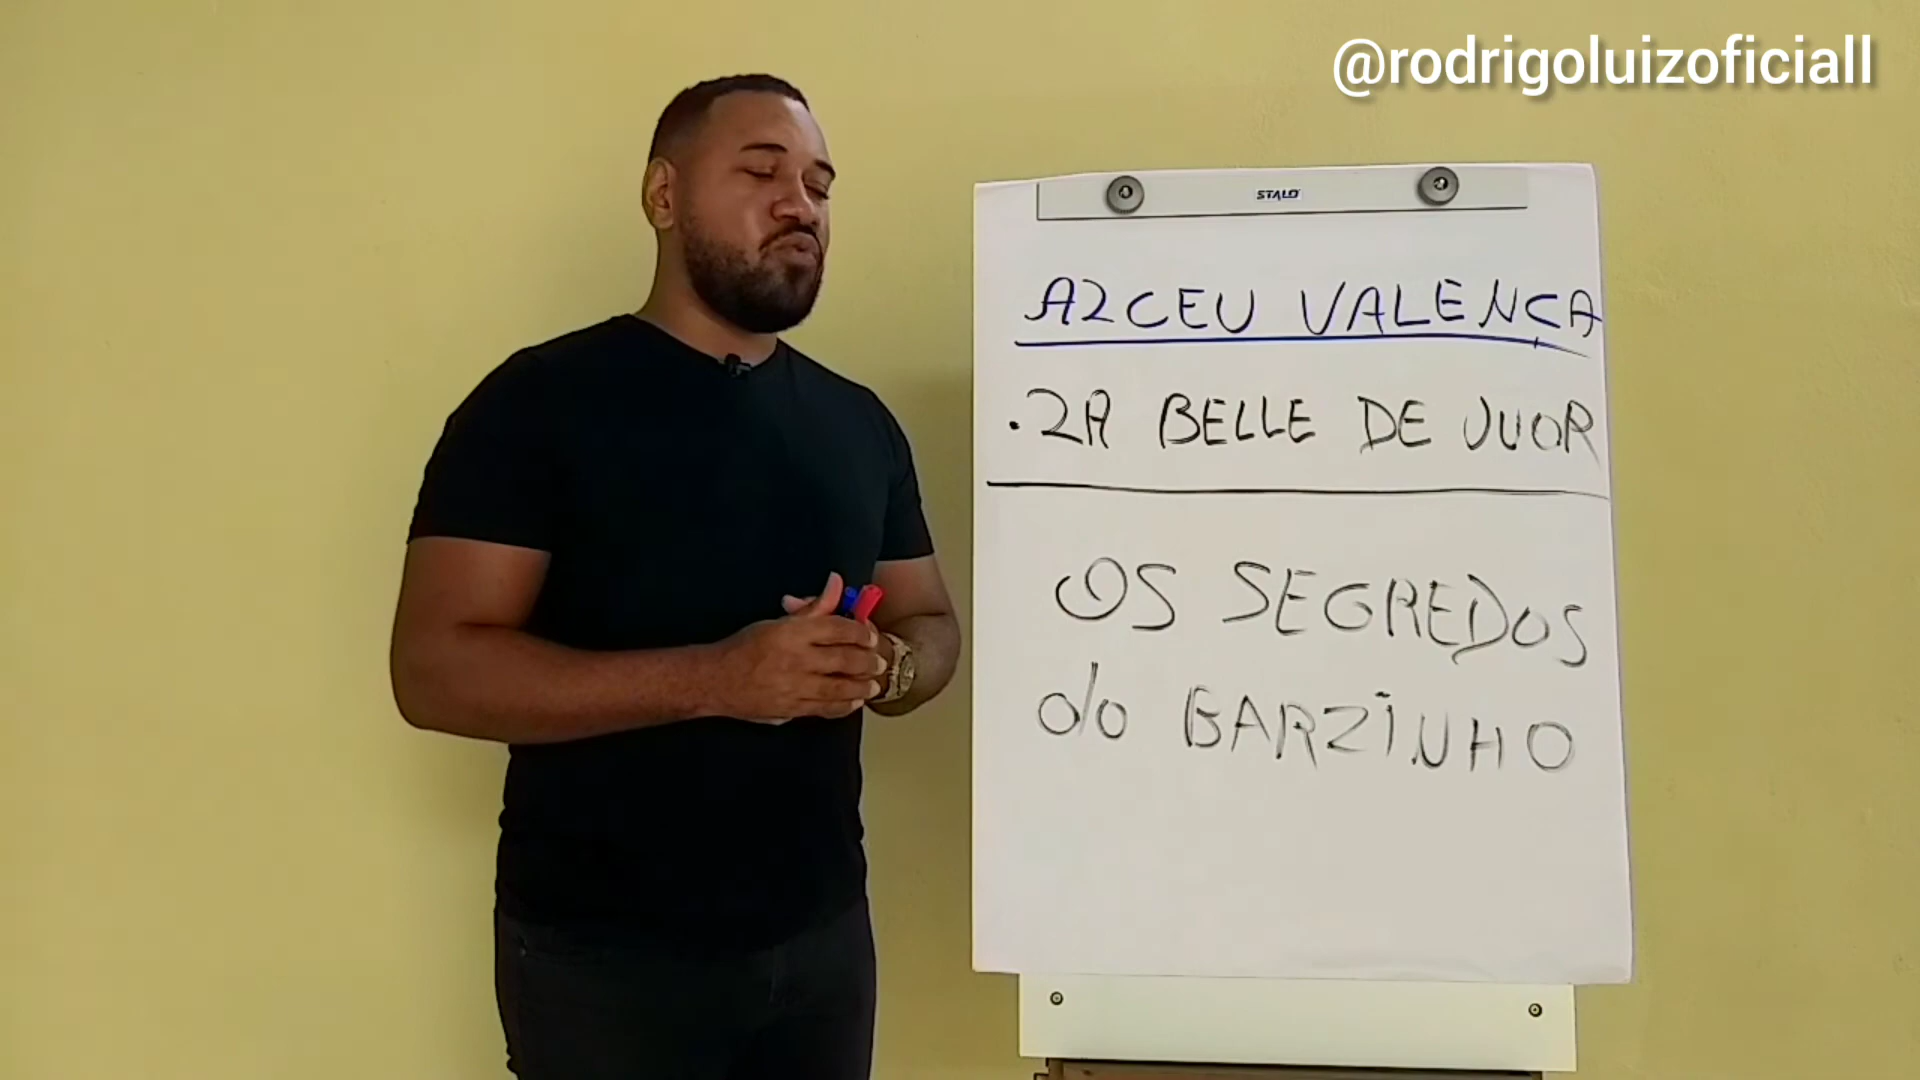 @rodrigoluizoficiall
STALO
ALCEU VALENÇA
.LA BELLE DE JUOR
OS SEGREDOS
do BARZINHO